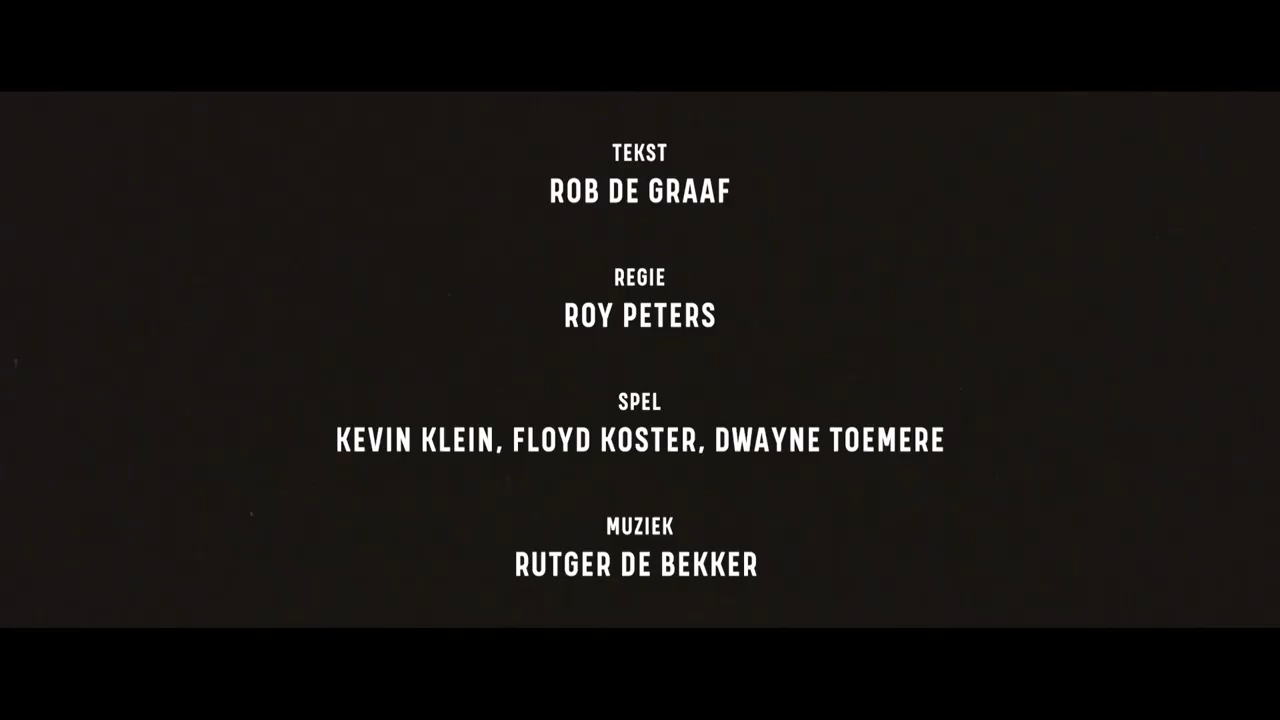 TEKST
ROB DE GRAAF
REGIE
ROY PETERS
SPEL
KEVIN KLEIN, FLOYD KOSTER, DWAYNE TOEMERE
MUZIEK
RUTGER DE BEKKER